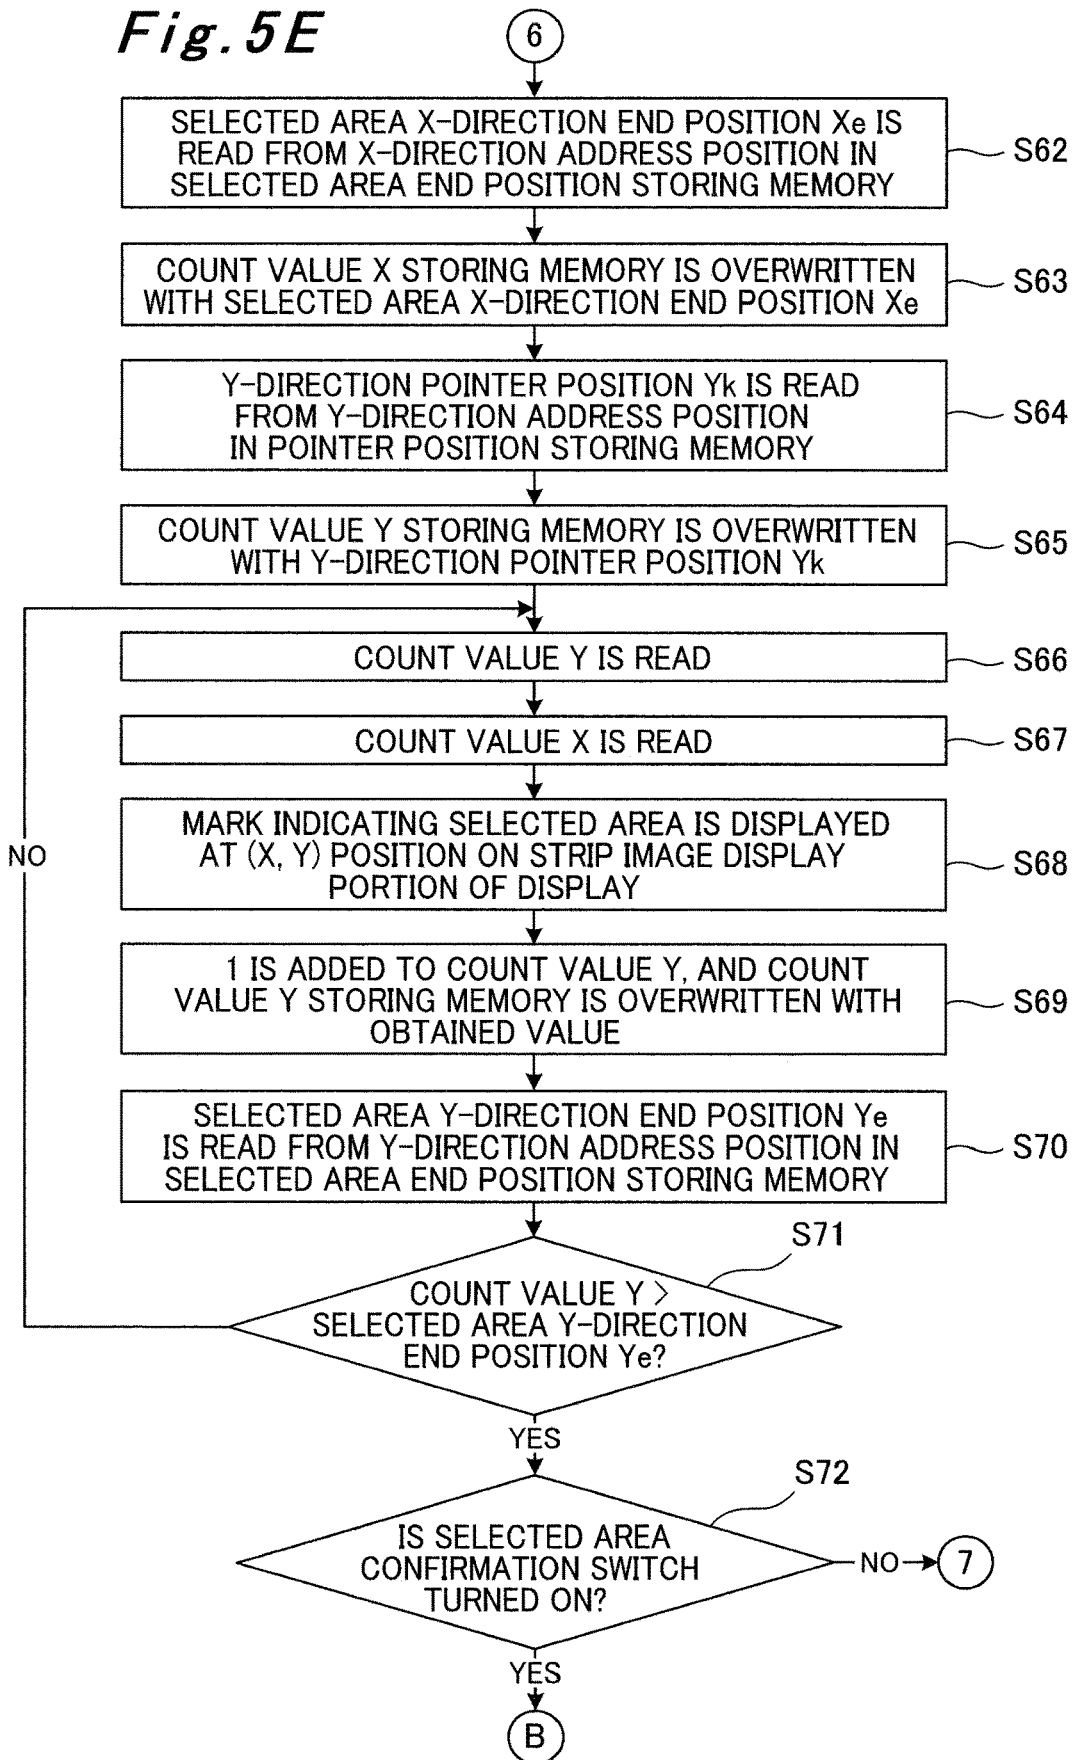 Fig.5E
6
SELECTED AREA X-DIRECTION END POSITION Xe IS
READ FROM X-DIRECTION ADDRESS POSITION IN
SELECTED AREA END POSITION STORING MEMORY
S62
COUNT VALUE X STORING MEMORY IS OVERWRITTEN
WITH SELECTED AREA X-DIRECTION END POSITION Xe
S63
Y-DIRECTION POINTER POSITION Yk IS READ
FROM Y-DIRECTION ADDRESS POSITION
IN POINTER POSITION STORING MEMORY
S64
COUNT VALUE Y STORING MEMORY IS OVERWRITTEN
WITH Y-DIRECTION POINTER POSITION Yk
S65
COUNT VALUE Y IS READ
S66
COUNT VALUE X IS READ
S67
MARK INDICATING SELECTED AREA IS DISPLAYED
AT (X, Y) POSITION ON STRIP IMAGE DISPLAY
PORTION OF DISPLAY
S68
NO
1 IS ADDED TO COUNT VALUE Y, AND COUNT
VALUE Y STORING MEMORY IS OVERWRITTEN WITH
OBTAINED VALUE
S69
SELECTED AREA Y-DIRECTION END POSITION Ye
IS READ FROM Y-DIRECTION ADDRESS POSITION IN
SELECTED AREA END POSITION STORING MEMORY
S70
S71
COUNT VALUE Y >
SELECTED AREA Y-DIRECTION
END POSITION Ye?
YES
S72
IS SELECTED AREA
CONFIRMATION SWITCH
TURNED ON?
NO
7
YES
B